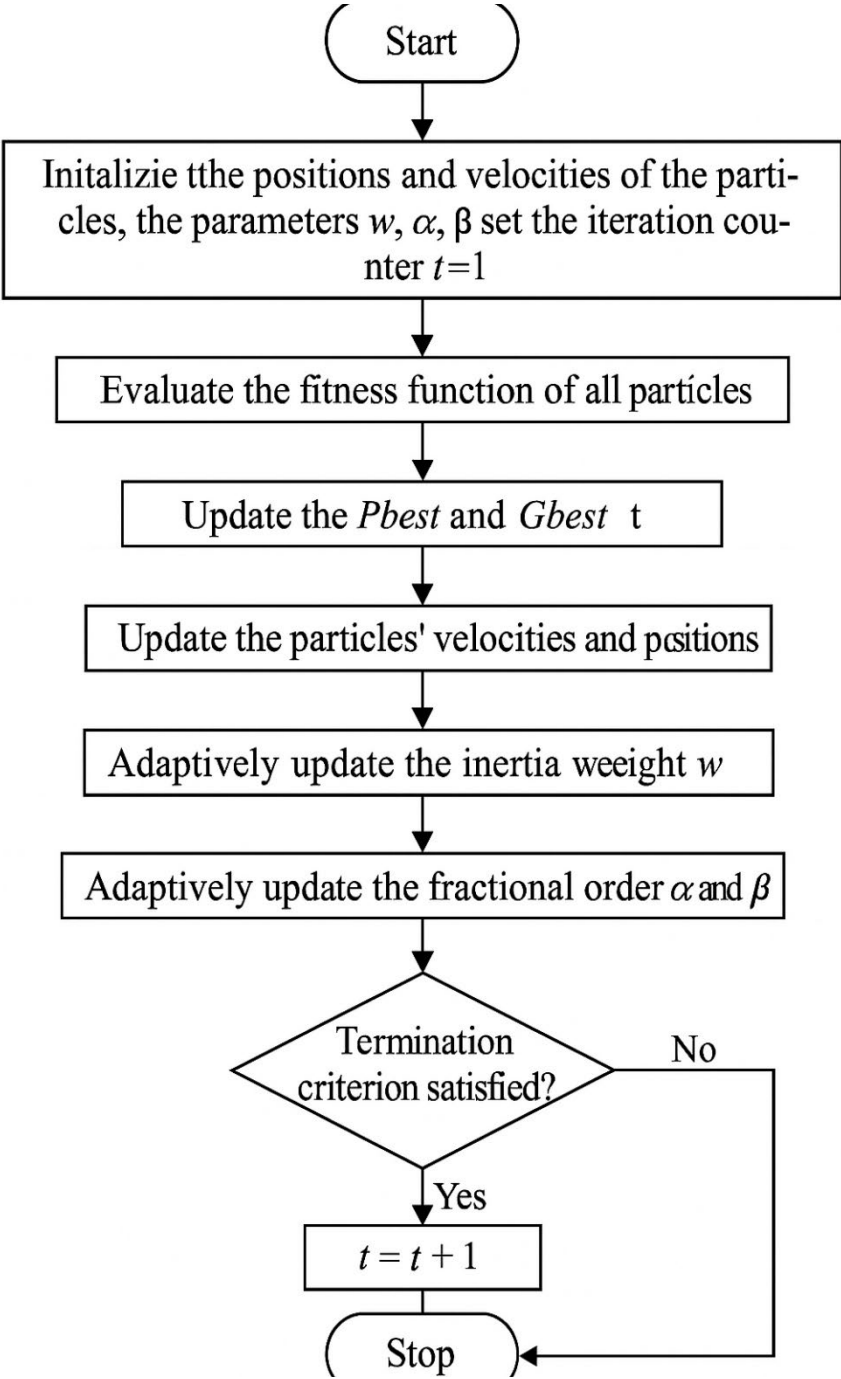 Start
Initalizie tthe positions and velocities of the parti-
cles, the parameters w, α, β set the iteration cou-
nter t=1
Evaluate the fitness function of all particles
Update the Pbest and Gbest t
Update the particles' velocities and positions
Adaptively update the inertia weeight w
Adaptively update the fractional order α and β
Termination
criterion satisfied?
No
Yes
t = t + 1
Stop